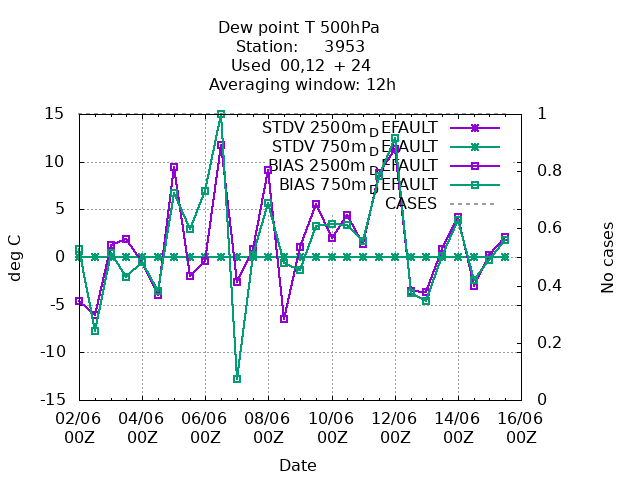 Dew point T 500hPa
Station: 3953
Used 00,12 + 24
Averaging window: 12h
STDV 2500m_DEFAULT
STDV 750m_DEFAULT
BIAS 2500m_DEFAULT
BIAS 750m_DEFAULT
CASES
15
10
5
0
-5
-10
-15
deg C
1
0.8
0.6
0.4
0.2
0
No cases
02/06 04/06 06/06 08/06 10/06 12/06 14/06 16/06
00Z 00Z 00Z 00Z 00Z 00Z 00Z 00Z
Date